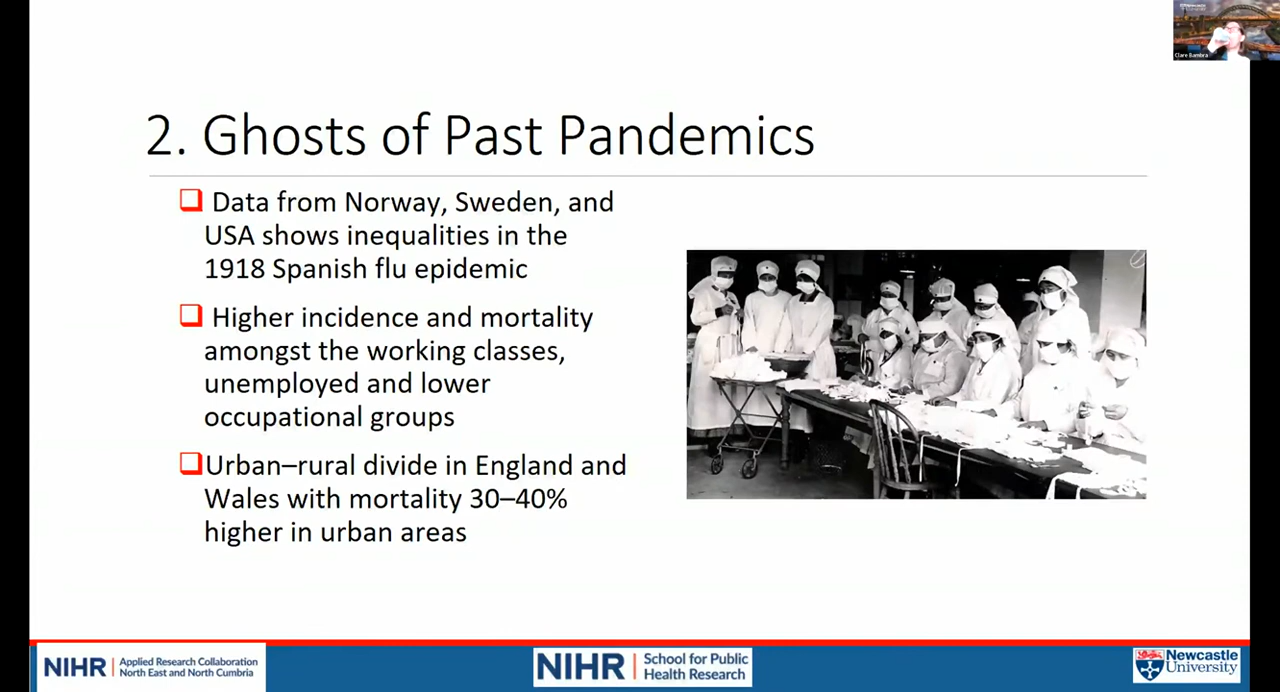 Clare Bambra
2. Ghosts of Past Pandemics
❑ Data from Norway, Sweden, and
USA shows inequalities in the
1918 Spanish flu epidemic
❑ Higher incidence and mortality
amongst the working classes,
unemployed and lower
occupational groups
❑Urban–rural divide in England and
Wales with mortality 30–40%
higher in urban areas
NIHR | Applied Research Collaboration
North East and North Cumbria
NIHR | School for Public
Health Research
Newcastle
University